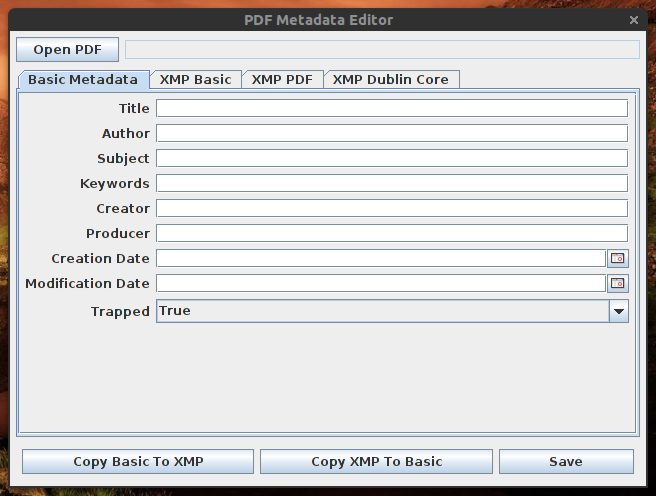 PDF Metadata Editor
Open PDF
Basic Metadata XMP Basic XMP PDF XMP Dublin Core
Title
Author
Subject
Keywords
Creator
Producer
Creation Date
Modification Date
Trapped True
Copy Basic To XMP Copy XMP To Basic Save